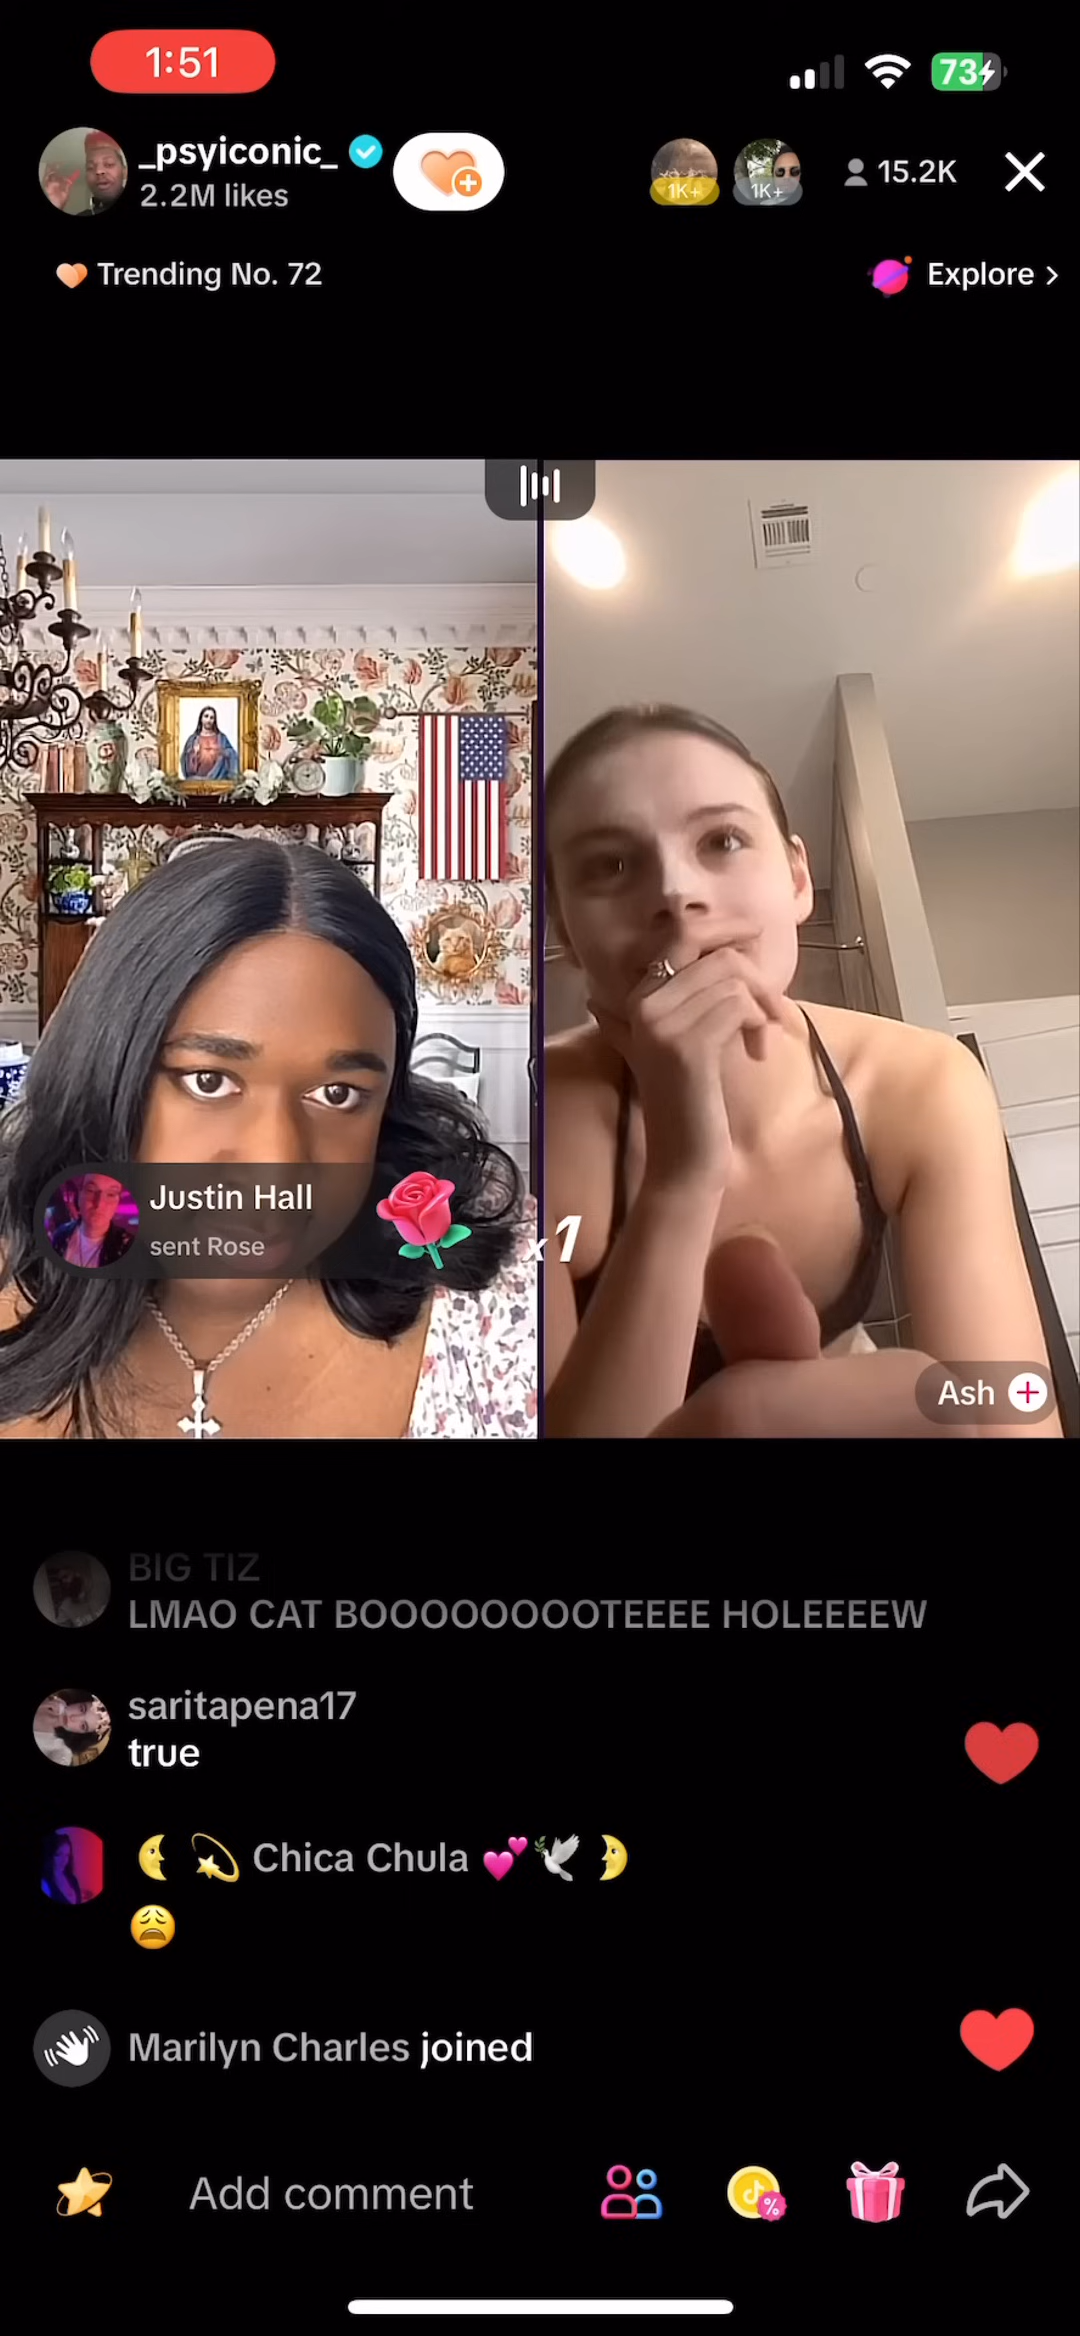 1:51
73
_psyiconic_
2.2M likes
1K+
1K+
15.2K
Trending No. 72
Explore >
Justin Hall
sent Rose
x1
Ash +
BIG TIZ
LMAO CAT BOOOOOOOOTEEEE HOLEEEEW
saritapena17
true
🌜 💫 Chica Chula 💕🕊️🌛
😩
Marilyn Charles joined
Add comment
%